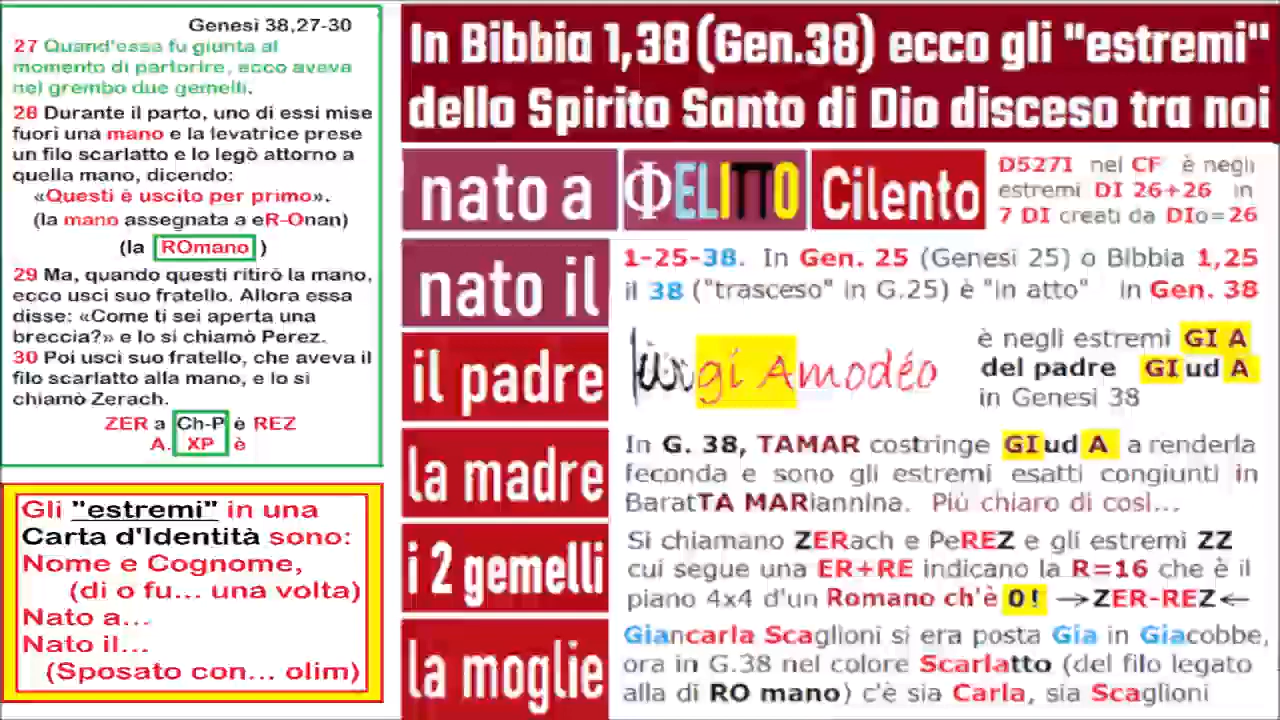 Genesi 38,27-30
27 Quand'essa fu giunta al
momento di partorire, ecco aveva
nel grembo due gemelli.
28 Durante il parto, uno di essi mise
fuori una mano e la levatrice prese
un filo scarlatto e lo legò attorno a
quella mano, dicendo:
«Questi è uscito per primo».
(la mano assegnata a eR-Onan)
(la ROmano )
29 Ma, quando questi ritirò la mano,
ecco uscì suo fratello. Allora essa
disse: «Come ti sei aperta una
breccia?» e lo si chiamò Perez.
30 Poi uscì suo fratello, che aveva il
filo scarlatto alla mano, e lo si
chiamò Zerach.
ZER a Ch-P è REZ
A. XP è
Gli "estremi" in una
Carta d'Identità sono:
Nome e Cognome,
(di o fu... una volta)
Nato a...
Nato il...
(Sposato con... olim)
In Bibbia 1,38 (Gen.38) ecco gli "estremi"
dello Spirito Santo di Dio disceso tra noi
nato a ΦELITTO Cilento
D5271 nel CF è negli
estremi DI 26+26 in
7 DI creati da DIo=26
nato il
1-25-38. In Gen. 25 (Genesi 25) o Bibbia 1,25
il 38 ("trasceso" in G.25) è "in atto" in Gen. 38
il padre
Luigi Amodéo
è negli estremi GI A
del padre GIud A
in Genesi 38
la madre
In G. 38, TAMAR costringe GIud A a renderla
feconda e sono gli estremi esatti congiunti in
BaratTA MARiannina. Più chiaro di così...
i 2 gemelli
Si chiamano ZERach e PeREZ e gli estremi ZZ
cui segue una ER+RE indicano la R=16 che è il
piano 4x4 d'un Romano ch'è 0! →ZER-REZ←
la moglie
Giancarla Scaglioni si era posta Gia in Giacobbe,
ora in G.38 nel colore Scarlatto (del filo legato
alla di RO mano) c'è sia Carla, sia Scaglioni